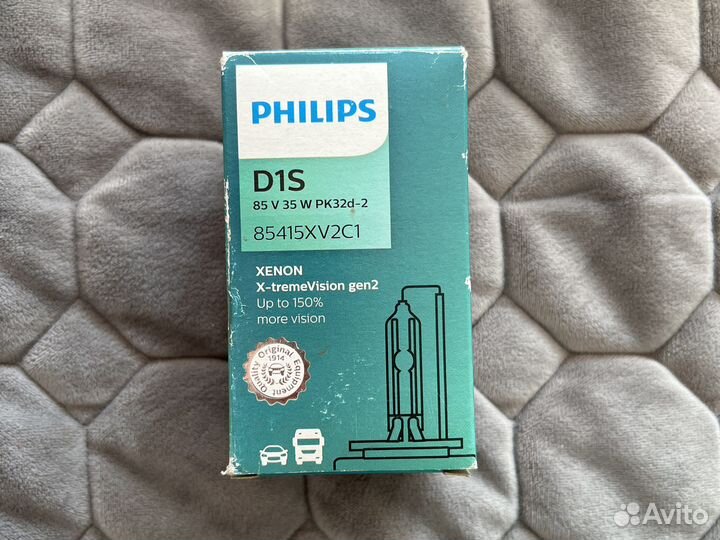 PHILIPS
D1S
85 V 35 W PK32d-2
85415XV2C1
XENON
X-tremeVision gen2
Up to 150%
more vision
Quality Original Equipment
1914
Avito